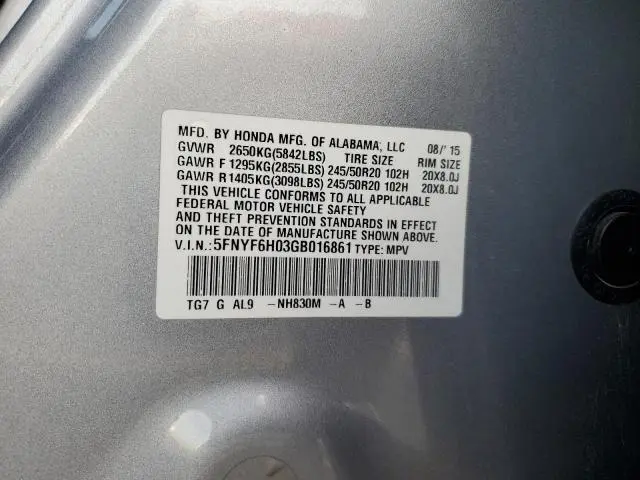 MFD. BY HONDA MFG. OF ALABAMA, LLC 08/'15
GVWR 2650KG(5842LBS) TIRE SIZE RIM SIZE
GAWR F 1295KG(2855LBS) 245/50R20 102H 20X8.0J
GAWR R 1405KG(3098LBS) 245/50R20 102H 20X8.0J
THIS VEHICLE CONFORMS TO ALL APPLICABLE
FEDERAL MOTOR VEHICLE SAFETY
AND THEFT PREVENTION STANDARDS IN EFFECT
ON THE DATE OF MANUFACTURE SHOWN ABOVE.
V.I.N.: 5FNYF6H03GB016861 TYPE: MPV
TG7 G AL9 -NH830M -A -B